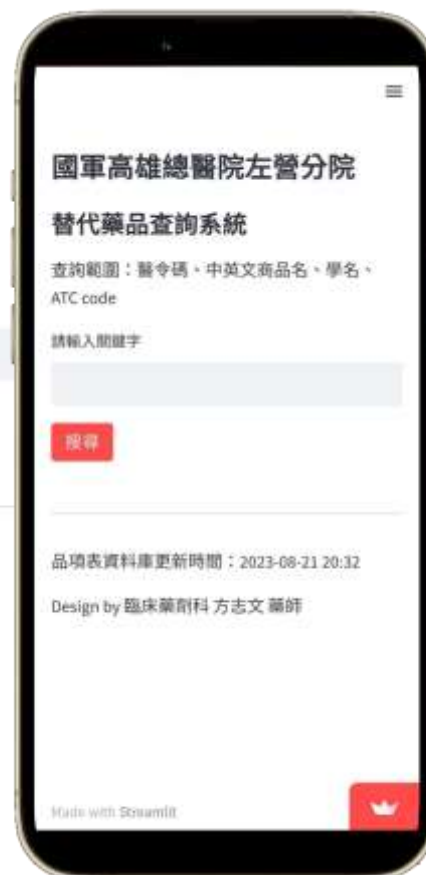 國軍高雄總醫院左營分院
替代藥品查詢系統
查詢範圍：醫令碼、中英文商品名、學名、
ATC code
請輸入關鍵字
搜尋
品項表資料庫更新時間：2023-08-21 20:32
Design by 臨床藥劑科 方志文 藥師
Made with Streamlit